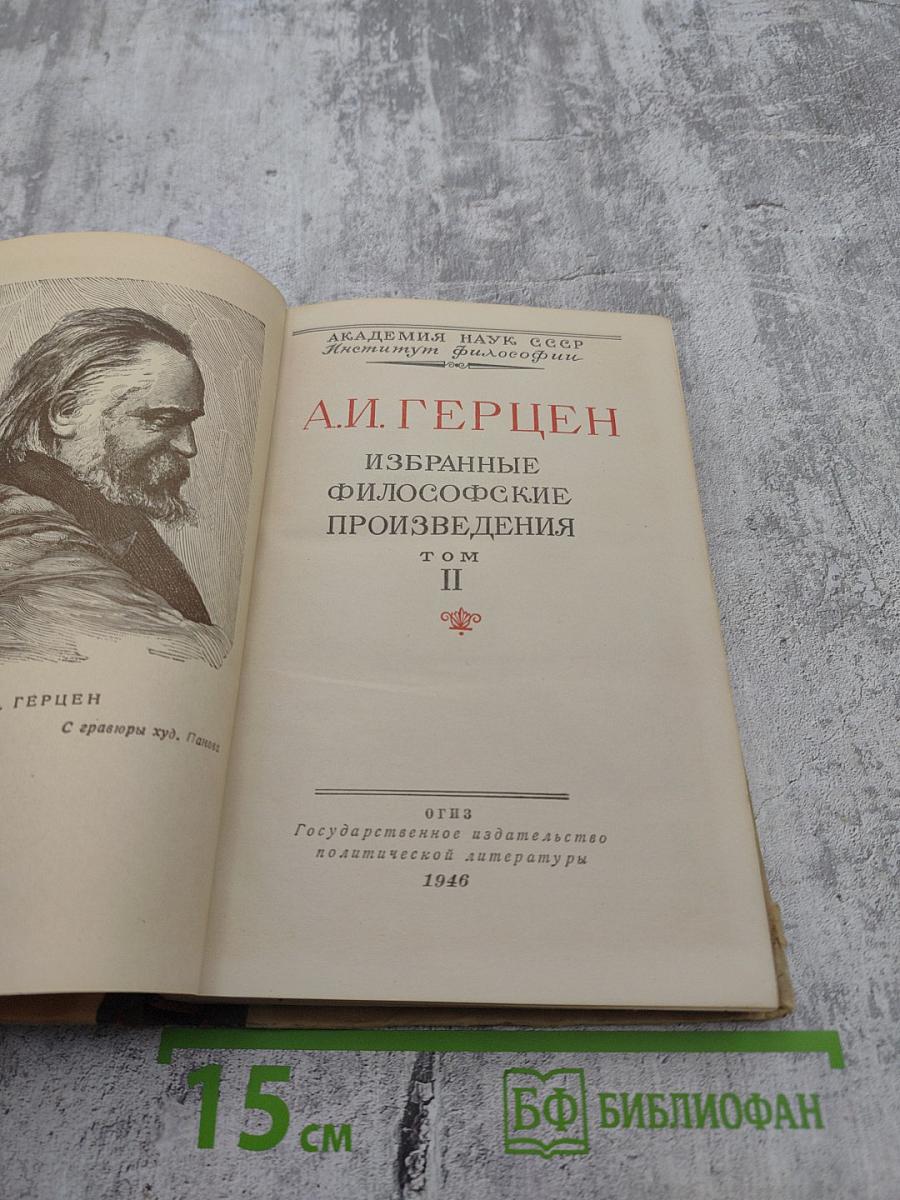 . ГЕРЦЕН
С гравюры худ. Панова
АКАДЕМИЯ НАУК СССР
Институт философии
А.И. ГЕРЦЕН
ИЗБРАННЫЕ
ФИЛОСОФСКИЕ
ПРОИЗВЕДЕНИЯ
ТОМ
II
ОГИЗ
Государственное издательство
политической литературы
1946
15 см
БФ БИБЛИОФАН